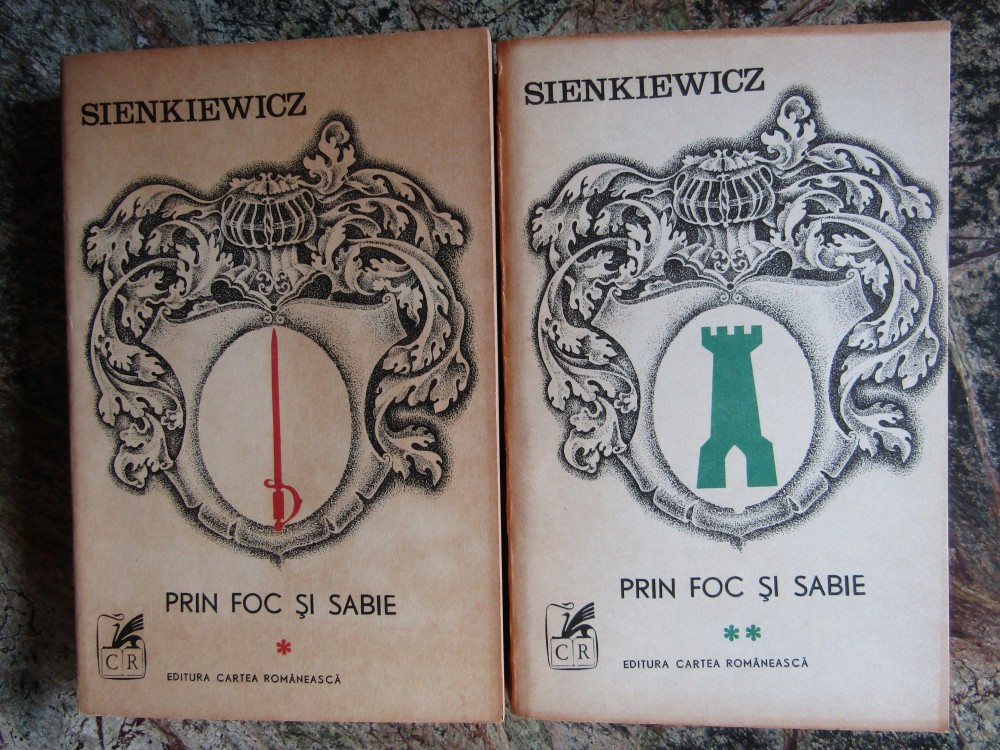 SIENKIEWICZ
PRIN FOC ŞI SABIE
*
CR
EDITURA CARTEA ROMÂNEASCĂ
SIENKIEWICZ
PRIN FOC ŞI SABIE
**
CR
EDITURA CARTEA ROMÂNEASCĂ